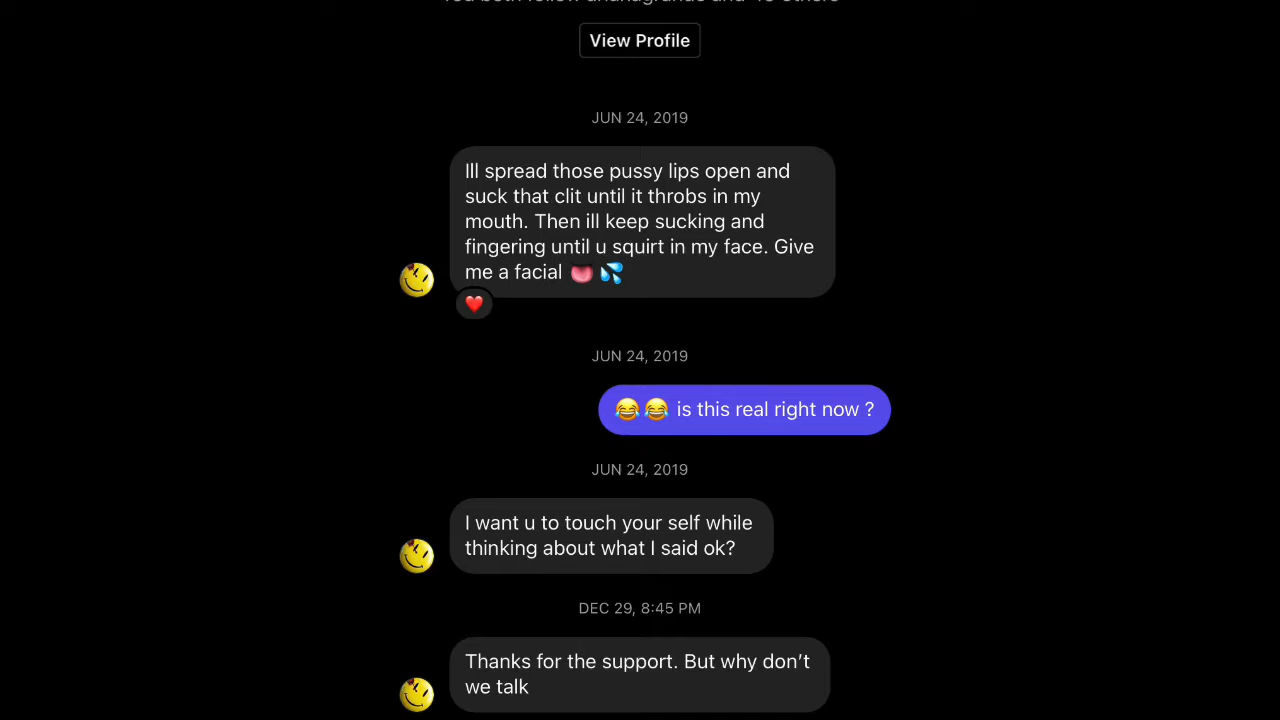 View Profile
JUN 24, 2019
Ill spread those pussy lips open and
suck that clit until it throbs in my
mouth. Then ill keep sucking and
fingering until u squirt in my face. Give
me a facial 👅 💦
❤️
JUN 24, 2019
😂😂 is this real right now ?
JUN 24, 2019
I want u to touch your self while
thinking about what I said ok?
DEC 29, 8:45 PM
Thanks for the support. But why don’t
we talk